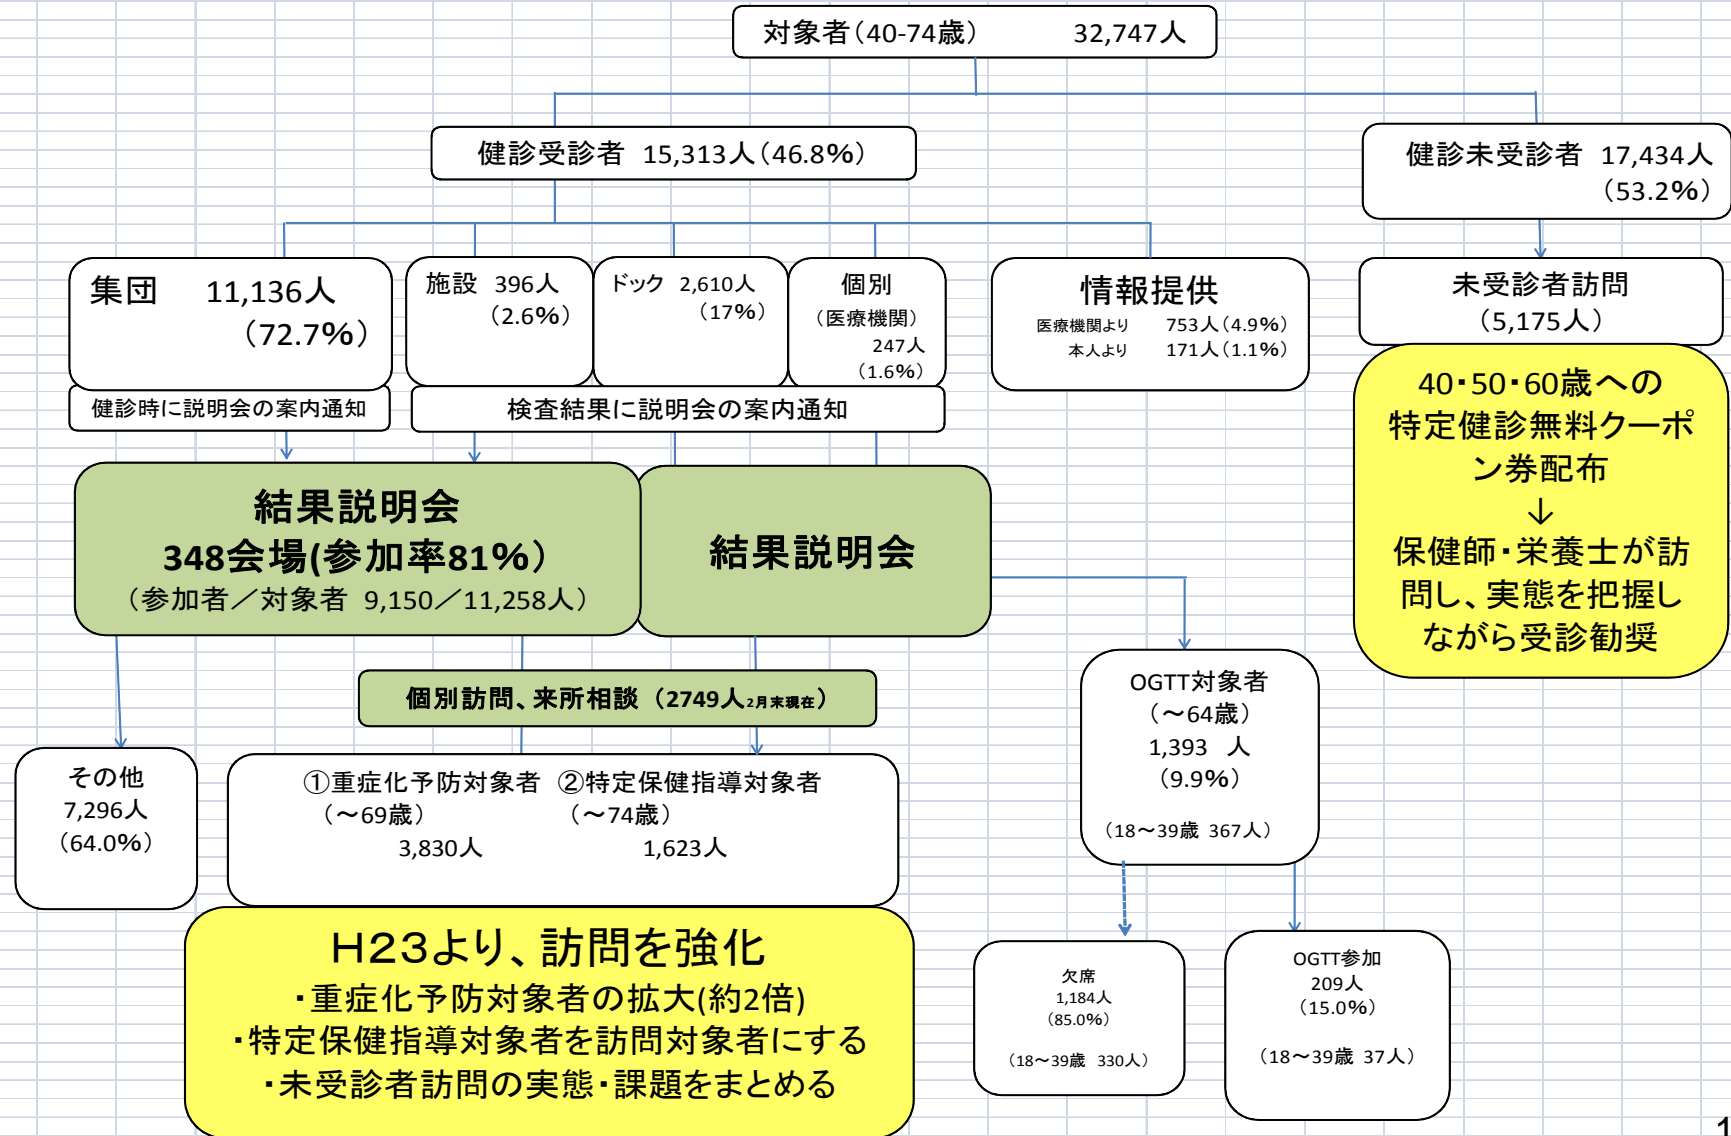 対象者(40-74歳) 32,747人
健診受診者 15,313人(46.8%)
健診未受診者 17,434人
(53.2%)
集団 11,136人
(72.7%)
施設 396人
(2.6%)
ドック 2,610人
(17%)
個別
(医療機関)
247人
(1.6%)
情報提供
医療機関より 753人(4.9%)
本人より 171人(1.1%)
未受診者訪問
(5,175人)
健診時に説明会の案内通知
検査結果に説明会の案内通知
40・50・60歳への
特定健診無料クーポ
ン券配布
↓
保健師・栄養士が訪
問し、実態を把握し
ながら受診勧奨
結果説明会
348会場(参加率81%)
(参加者/対象者 9,150/11,258人)
結果説明会
個別訪問、来所相談 (2749人2月末現在)
OGTT対象者
(~64歳)
1,393 人
(9.9%)
(18~39歳 367人)
その他
7,296人
(64.0%)
①重症化予防対象者 ②特定保健指導対象者
(~69歳) (~74歳)
3,830人 1,623人
H23より、訪問を強化
・重症化予防対象者の拡大(約2倍)
・特定保健指導対象者を訪問対象者にする
・未受診者訪問の実態・課題をまとめる
欠席
1,184人
(85.0%)
(18~39歳 330人)
OGTT参加
209人
(15.0%)
(18~39歳 37人)
1